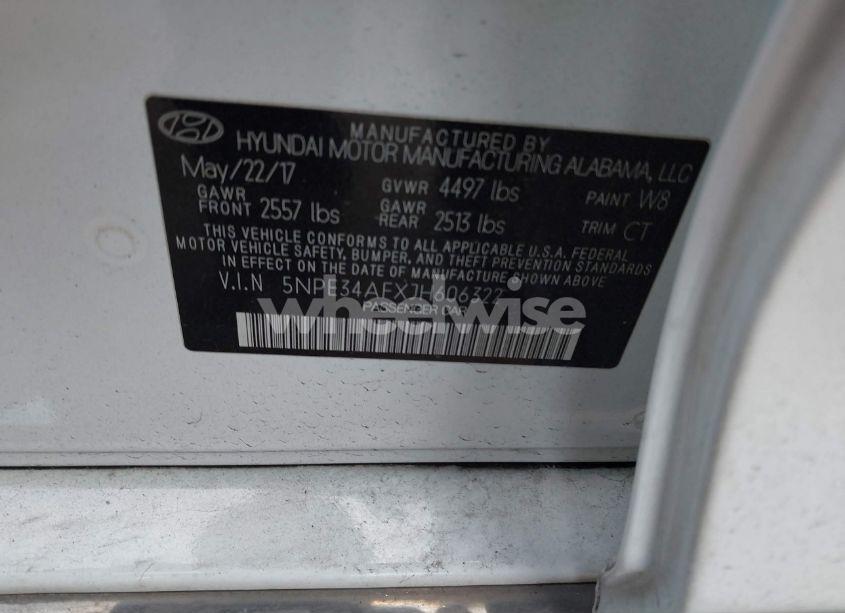 MANUFACTURED BY
HYUNDAI MOTOR MANUFACTURING ALABAMA, LLC
May/22/17 GVWR 4497 lbs PAINT W8
GAWR FRONT 2557 lbs GAWR REAR 2513 lbs TRIM CT
THIS VEHICLE CONFORMS TO ALL APPLICABLE U.S.A. FEDERAL
MOTOR VEHICLE SAFETY, BUMPER, AND THEFT PREVENTION STANDARDS
IN EFFECT ON THE DATE OF MANUFACTURE SHOWN ABOVE
V.I.N 5NPE34AFXJH606322
PASSENGER CAR
wheelwise